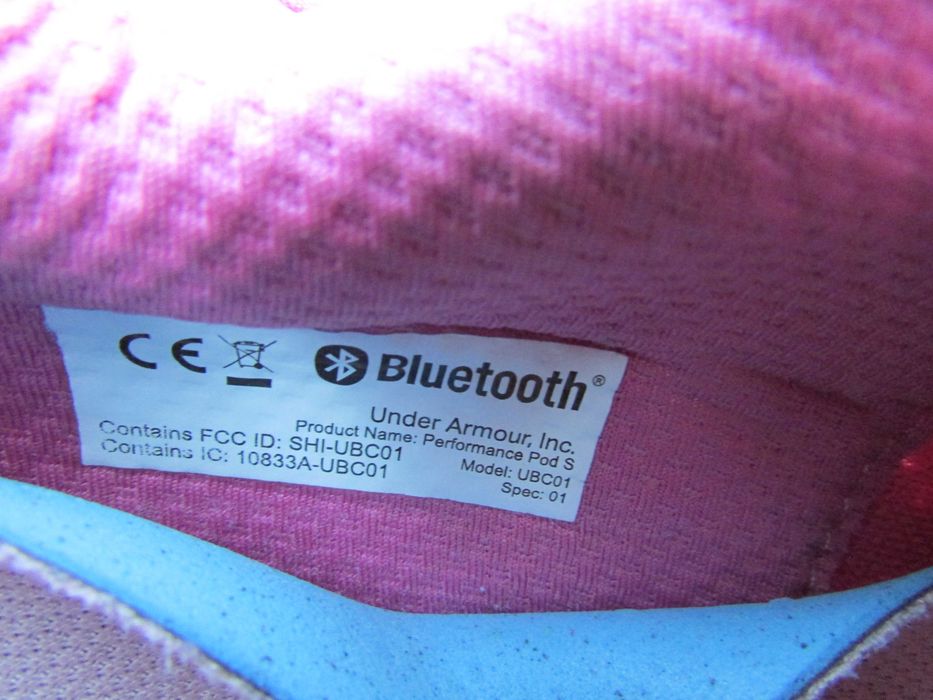 CE Bluetooth®
Under Armour, Inc.
Product Name: Performance Pod S
Contains FCC ID: SHI-UBC01
Model: UBC01
Contains IC: 10833A-UBC01
Spec: 01